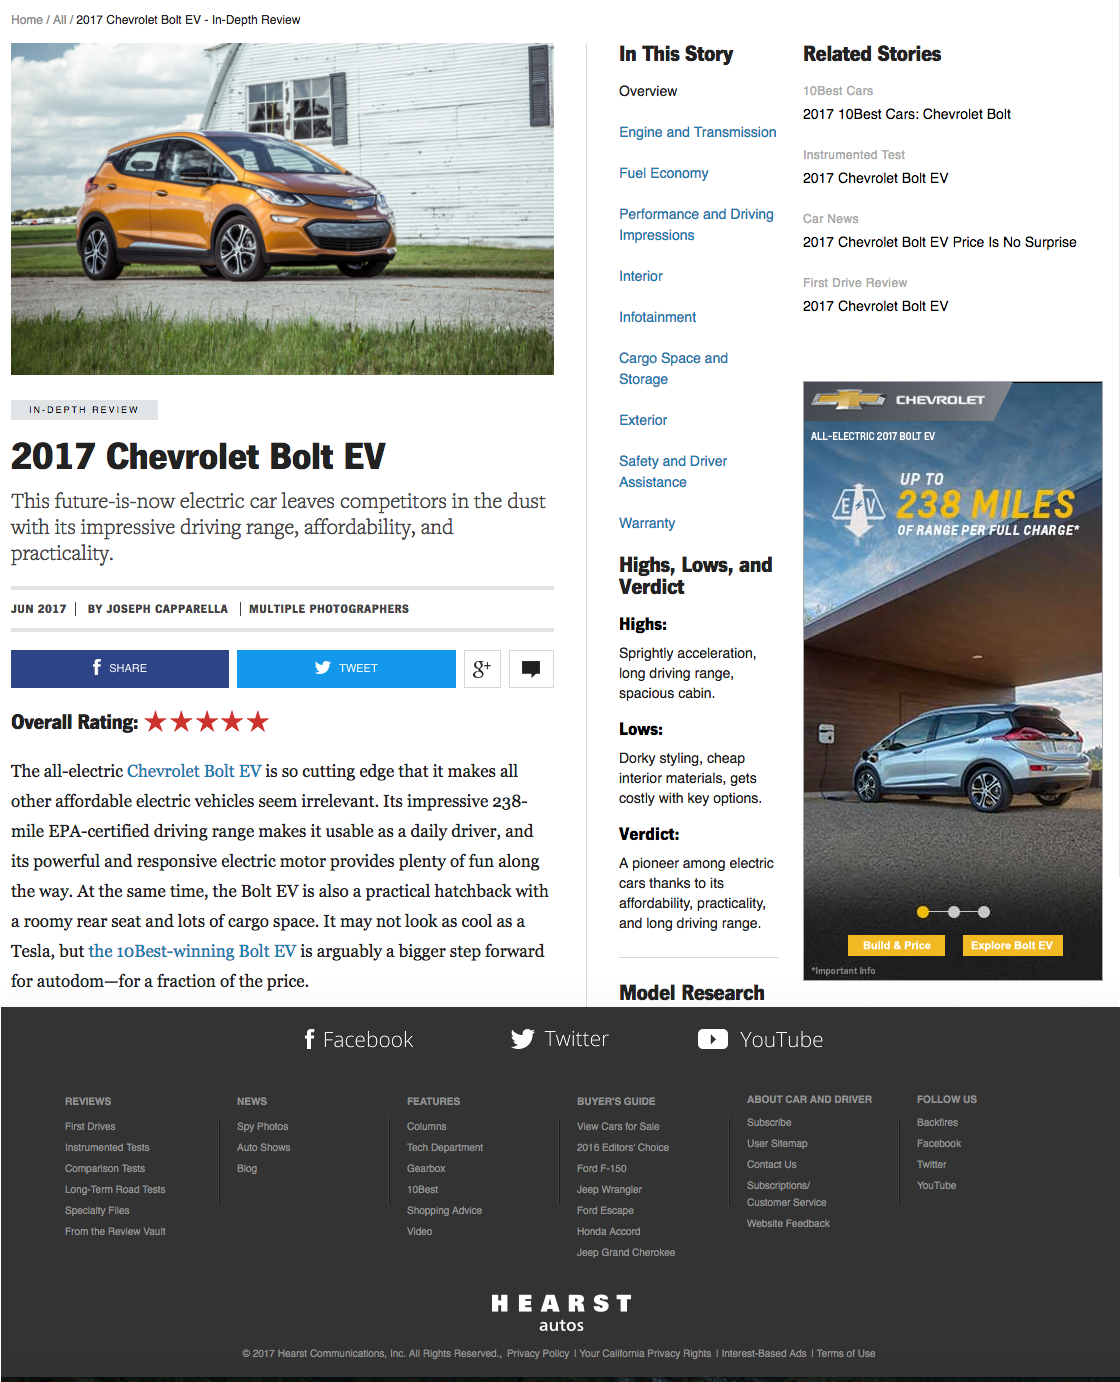 Home / All / 2017 Chevrolet Bolt EV - In-Depth Review
IN-DEPTH REVIEW
2017 Chevrolet Bolt EV
This future-is-now electric car leaves competitors in the dust
with its impressive driving range, affordability, and
practicality.
JUN 2017 | BY JOSEPH CAPPARELLA | MULTIPLE PHOTOGRAPHERS
f SHARE
TWEET
g+
Overall Rating: ★★★★★
The all-electric Chevrolet Bolt EV is so cutting edge that it makes all
other affordable electric vehicles seem irrelevant. Its impressive 238-
mile EPA-certified driving range makes it usable as a daily driver, and
its powerful and responsive electric motor provides plenty of fun along
the way. At the same time, the Bolt EV is also a practical hatchback with
a roomy rear seat and lots of cargo space. It may not look as cool as a
Tesla, but the 10Best-winning Bolt EV is arguably a bigger step forward
for autodom—for a fraction of the price.
In This Story
Overview
Engine and Transmission
Fuel Economy
Performance and Driving
Impressions
Interior
Infotainment
Cargo Space and
Storage
Exterior
Safety and Driver
Assistance
Warranty
Highs, Lows, and
Verdict
Highs:
Sprightly acceleration,
long driving range,
spacious cabin.
Lows:
Dorky styling, cheap
interior materials, gets
costly with key options.
Verdict:
A pioneer among electric
cars thanks to its
affordability, practicality,
and long driving range.
Model Research
Related Stories
10Best Cars
2017 10Best Cars: Chevrolet Bolt
Instrumented Test
2017 Chevrolet Bolt EV
Car News
2017 Chevrolet Bolt EV Price Is No Surprise
First Drive Review
2017 Chevrolet Bolt EV
CHEVROLET
ALL-ELECTRIC 2017 BOLT EV
EV
UP TO
238 MILES
OF RANGE PER FULL CHARGE*
Build & Price
Explore Bolt EV
*Important Info
f Facebook
Twitter
YouTube
REVIEWS
First Drives
Instrumented Tests
Comparison Tests
Long-Term Road Tests
Specialty Files
From the Review Vault
NEWS
Spy Photos
Auto Shows
Blog
FEATURES
Columns
Tech Department
Gearbox
10Best
Shopping Advice
Video
BUYER'S GUIDE
View Cars for Sale
2016 Editors' Choice
Ford F-150
Jeep Wrangler
Ford Escape
Honda Accord
Jeep Grand Cherokee
ABOUT CAR AND DRIVER
Subscribe
User Sitemap
Contact Us
Subscriptions/
Customer Service
Website Feedback
FOLLOW US
Backfires
Facebook
Twitter
YouTube
HEARST
autos
© 2017 Hearst Communications, Inc. All Rights Reserved., Privacy Policy | Your California Privacy Rights | Interest-Based Ads | Terms of Use